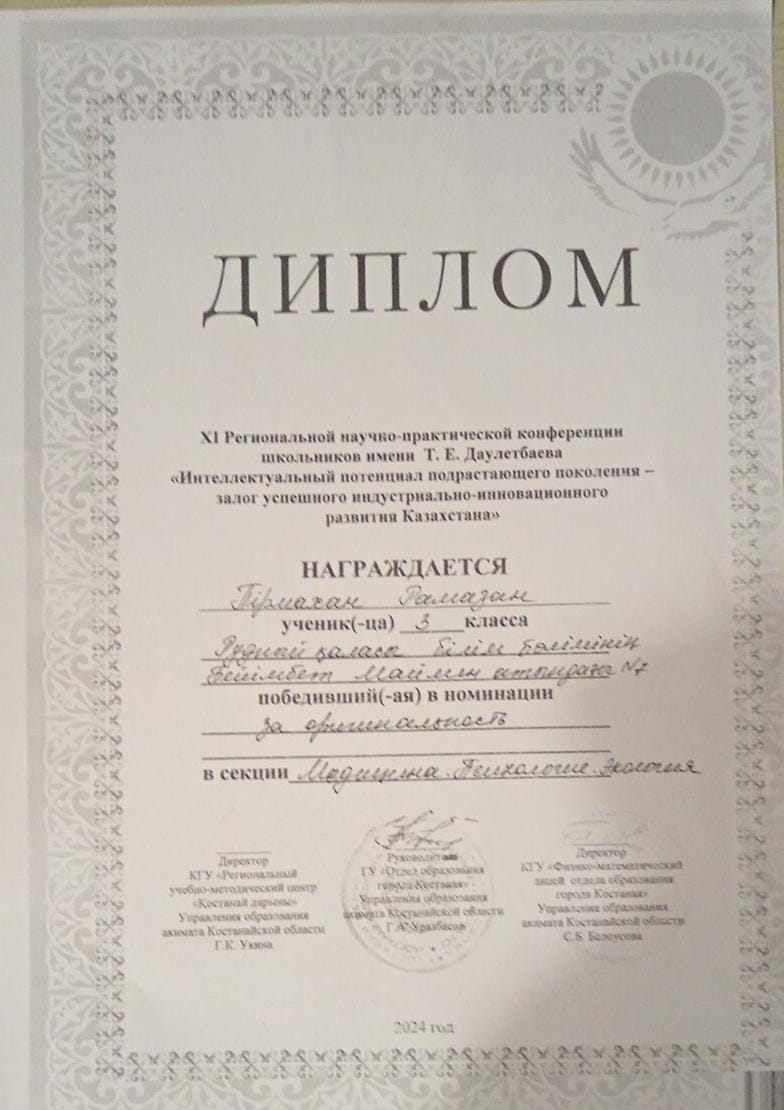 ДИПЛОМ
XI Региональной научно-практической конференции
школьников имени Т. Е. Даулетбаева
«Интеллектуальный потенциал подрастающего поколения –
залог успешного индустриально-инновационного
развития Казахстана»
НАГРАЖДАЕТСЯ
Пірмахан Рамазан
ученик(-ца) 3 класса
Рудный қаласы білім бөлімінің
Бейімбет Майлин атындағы №7
победивший(-ая) в номинации
за оригинальность
в секции Медицина. Психология. Экология
Директор
КГУ «Региональный
учебно-методический центр
«Костанай дарыны»
Управления образования
акимата Костанайской области
Г.К. Укина
Руководитель
ГУ «Отдел образования
города Костаная»
Управления образования
акимата Костанайской области
Г.А. Уразбаева
Директор
КГУ «Физико-математический
лицей отдела образования
города Костаная»
Управления образования
акимата Костанайской области
С.Б. Белоусова
2024 год